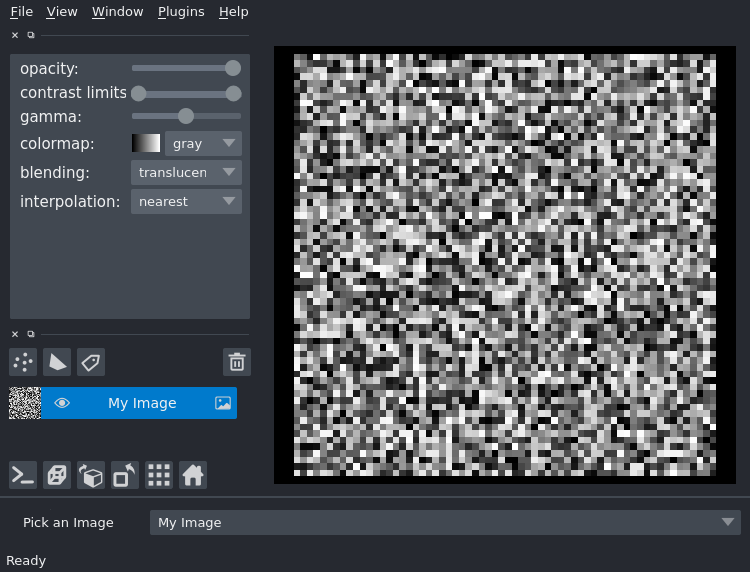 File View Window Plugins Help
opacity:
contrast limits
gamma:
colormap: gray
blending: translucen
interpolation: nearest
My Image
Pick an Image My Image
Ready